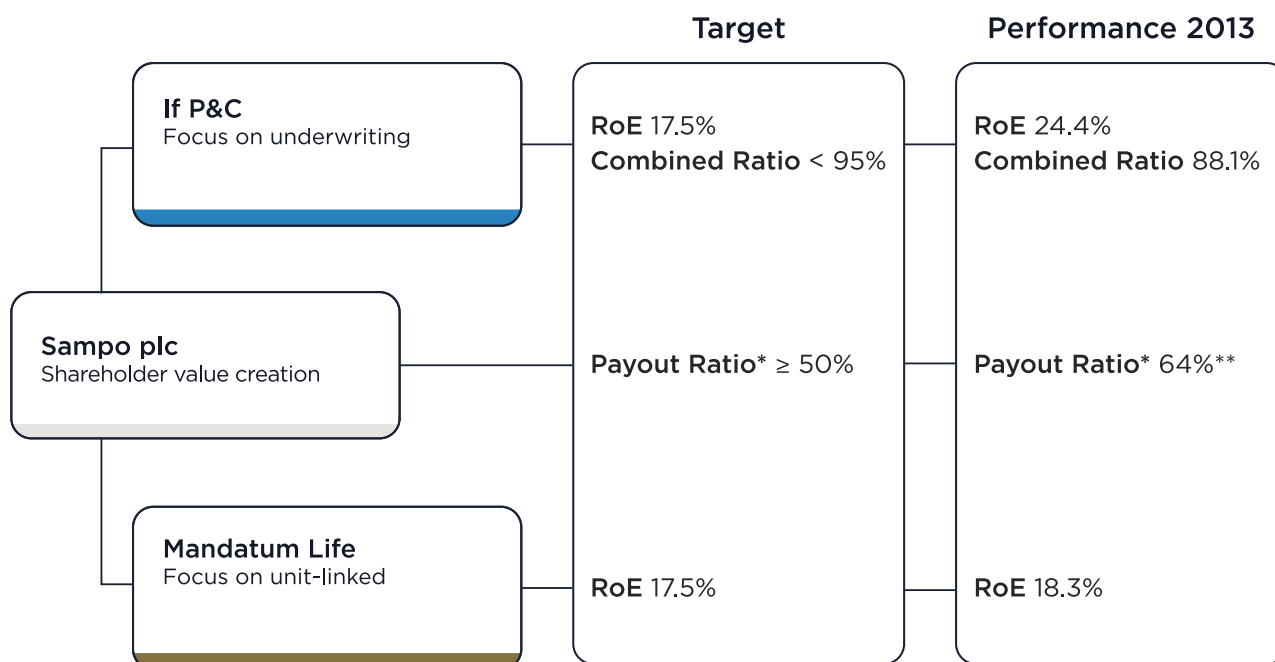 Target
Performance 2013
If P&C
Focus on underwriting
RoE 17.5%
Combined Ratio < 95%
RoE 24.4%
Combined Ratio 88.1%
Sampo plc
Shareholder value creation
Payout Ratio* ≥ 50%
Payout Ratio* 64%**
Mandatum Life
Focus on unit-linked
RoE 17.5%
RoE 18.3%